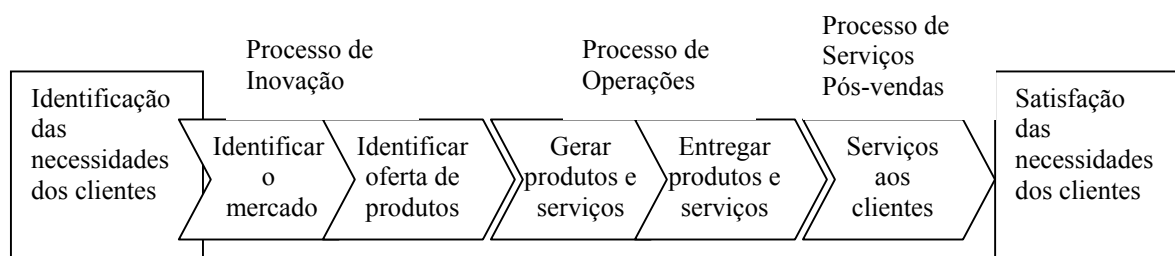 Processo de
Inovação
Processo de
Operações
Processo de
Serviços
Pós-vendas
Identificação
das
necessidades
dos clientes
Identificar
o
mercado
Identificar
oferta de
produtos
Gerar
produtos e
serviços
Entregar
produtos e
serviços
Serviços
aos
clientes
Satisfação
das
necessidades
dos clientes